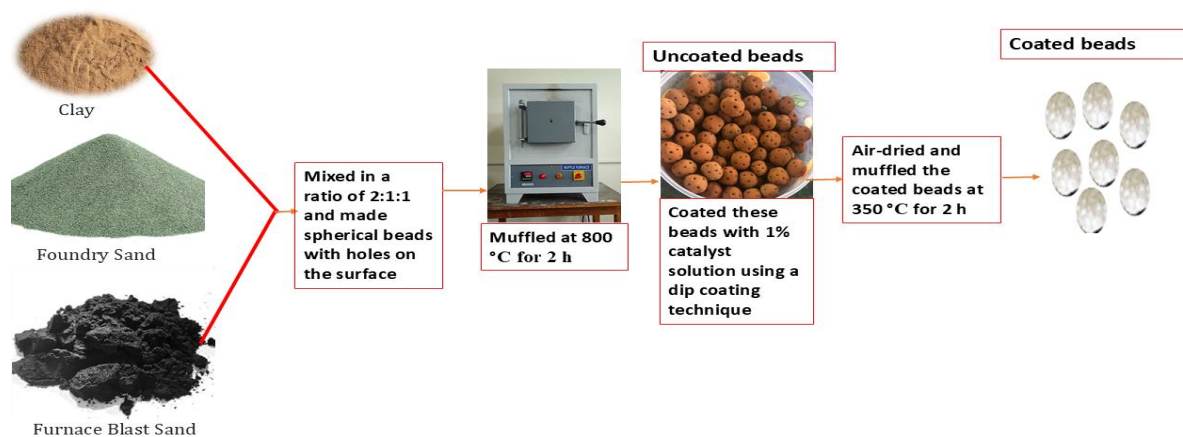 Clay
Foundry Sand
Furnace Blast Sand
Mixed in a
ratio of 2:1:1
and made
spherical beads
with holes on
the surface
Muffled at 800
°C for 2 h
Uncoated beads
Coated these
beads with 1%
catalyst
solution using a
dip coating
technique
Air-dried and
muffled the
coated beads at
350 °C for 2 h
Coated beads